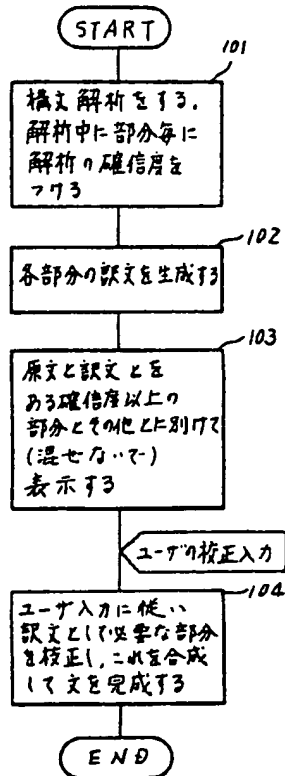 START
101
構文解析をする.
解析中に部分毎に
解析の確信度を
つける
102
各部分の訳文を生成する
103
原文と訳文とを
ある確信度以上の
部分とその他とに別けて
(混せないで)
表示する
ユーザの校正入力
104
ユーザ入力に従い
訳文として必要な部分
を校正し,これを合成
して文を完成する
END